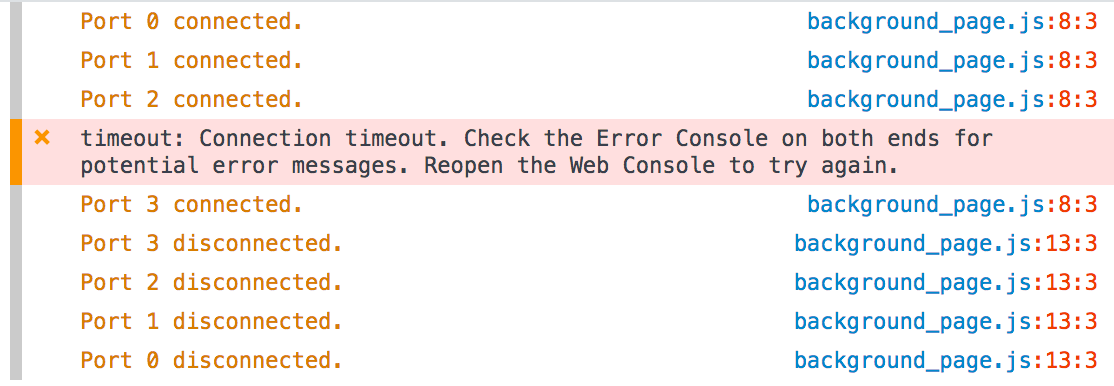 Port 0 connected. background_page.js:8:3
Port 1 connected. background_page.js:8:3
Port 2 connected. background_page.js:8:3
timeout: Connection timeout. Check the Error Console on both ends for
potential error messages. Reopen the Web Console to try again.
Port 3 connected. background_page.js:8:3
Port 3 disconnected. background_page.js:13:3
Port 2 disconnected. background_page.js:13:3
Port 1 disconnected. background_page.js:13:3
Port 0 disconnected. background_page.js:13:3